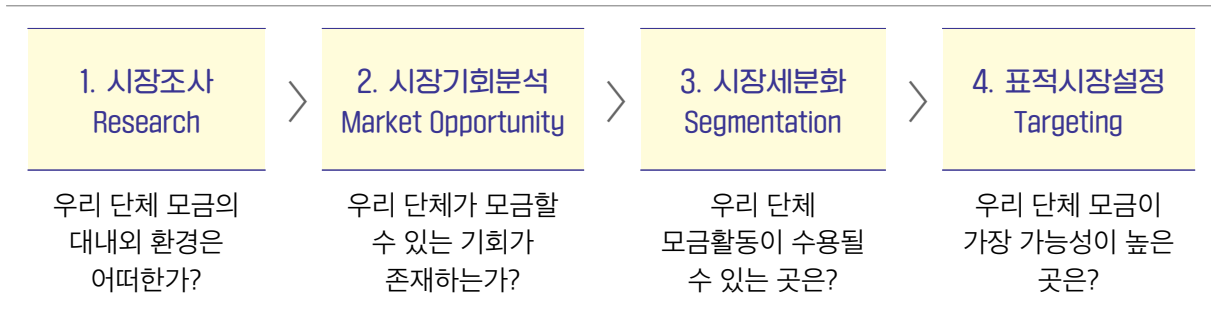 1. 시장조사
Research
우리 단체 모금의
대내외 환경은
어떠한가?
2. 시장기회분석
Market Opportunity
우리 단체가 모금할
수 있는 기회가
존재하는가?
3. 시장세분화
Segmentation
우리 단체
모금활동이 수용될
수 있는 곳은?
4. 표적시장설정
Targeting
우리 단체 모금이
가장 가능성이 높은
곳은?